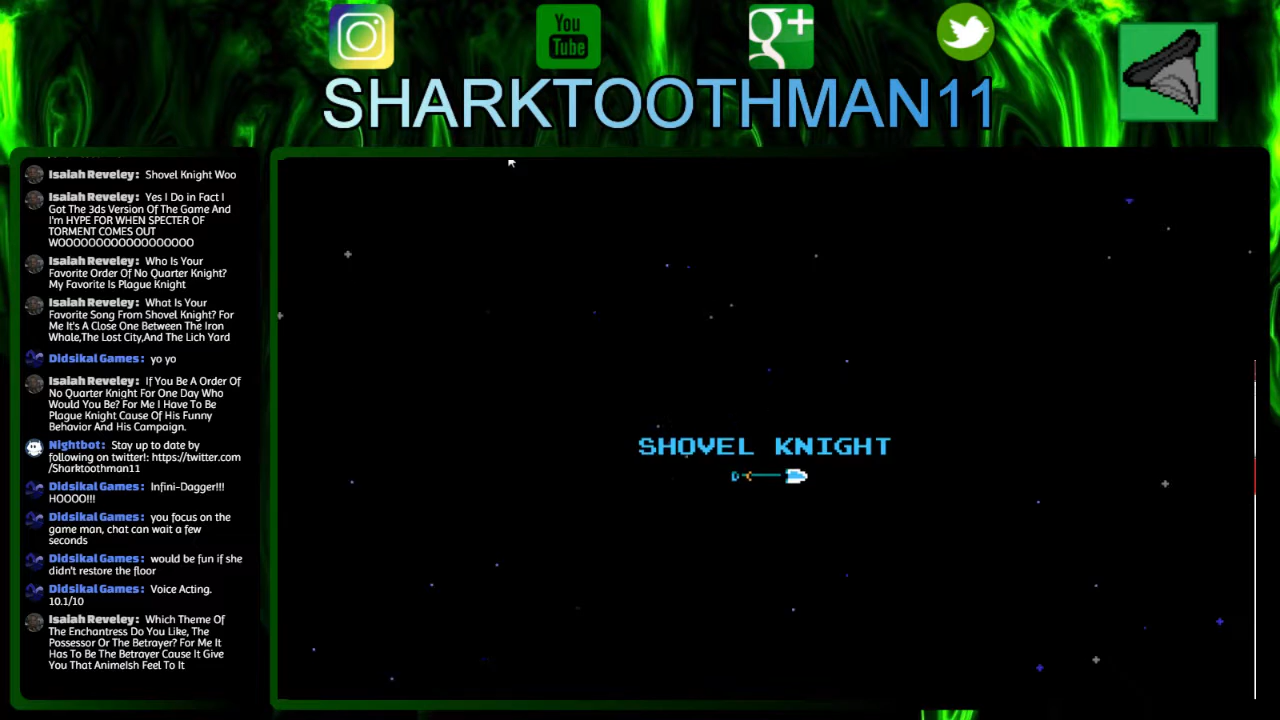 You
Tube
g+
SHARKTOOTHMAN11
Isaiah Reveley: Shovel Knight Woo
Isaiah Reveley: Yes I Do in Fact I
Got The 3ds Version Of The Game And
I'm HYPE FOR WHEN SPECTER OF
TORMENT COMES OUT
WOOOOOOOOOOOOOOOOOO
Isaiah Reveley: Who Is Your
Favorite Order Of No Quarter Knight?
My Favorite Is Plague Knight
Isaiah Reveley: What Is Your
Favorite Song From Shovel Knight? For
Me It's A Close One Between The Iron
Whale,The Lost City,And The Lich Yard
Didsikal Games: yo yo
Isaiah Reveley: If You Be A Order Of
No Quarter Knight For One Day Who
Would You Be? For Me I Have To Be
Plague Knight Cause Of His Funny
Behavior And His Campaign.
Nightbot: Stay up to date by
following on twitter!: https://twitter.com
/Sharktoothman11
Didsikal Games: Infini-Dagger!!!
HOOOO!!!
Didsikal Games: you focus on the
game man, chat can wait a few
seconds
Didsikal Games: would be fun if she
didn't restore the floor
Didsikal Games: Voice Acting.
10.1/10
Isaiah Reveley: Which Theme Of
The Enchantress Do You Like, The
Possessor Or The Betrayer? For Me It
Has To Be The Betrayer Cause It Give
You That AnimeIsh Feel To It
SHOVEL KNIGHT